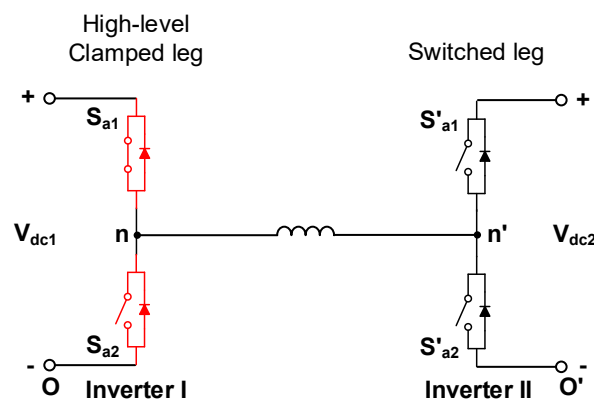 High-level
Clamped leg
Switched leg
+
+
Sa1
S'a1
Vdc1
n
n'
Vdc2
Sa2
S'a2
-
-
O
Inverter I
Inverter II
O'